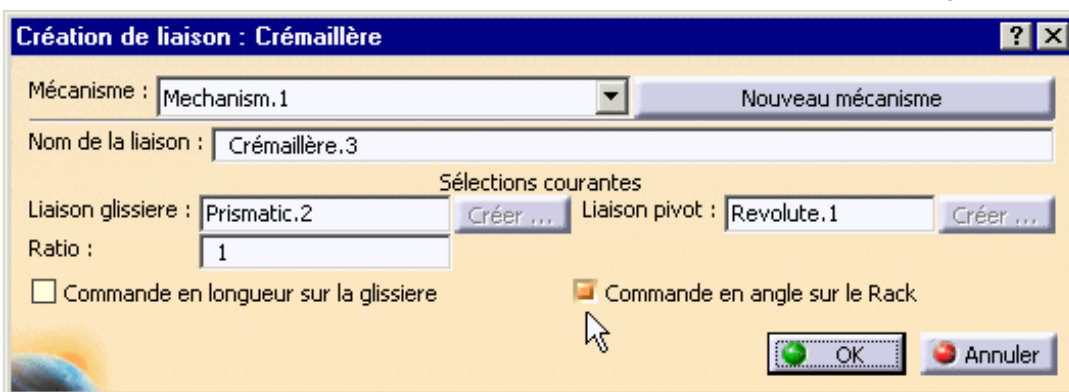 Création de liaison : Crémaillère ? X
Mécanisme : Mechanism.1 Nouveau mécanisme
Nom de la liaison : Crémaillère.3
Sélections courantes
Liaison glissiere : Prismatic.2 Créer ... Liaison pivot : Revolute.1 Créer ...
Ratio : 1
Commande en longueur sur la glissiere Commande en angle sur le Rack
OK Annuler